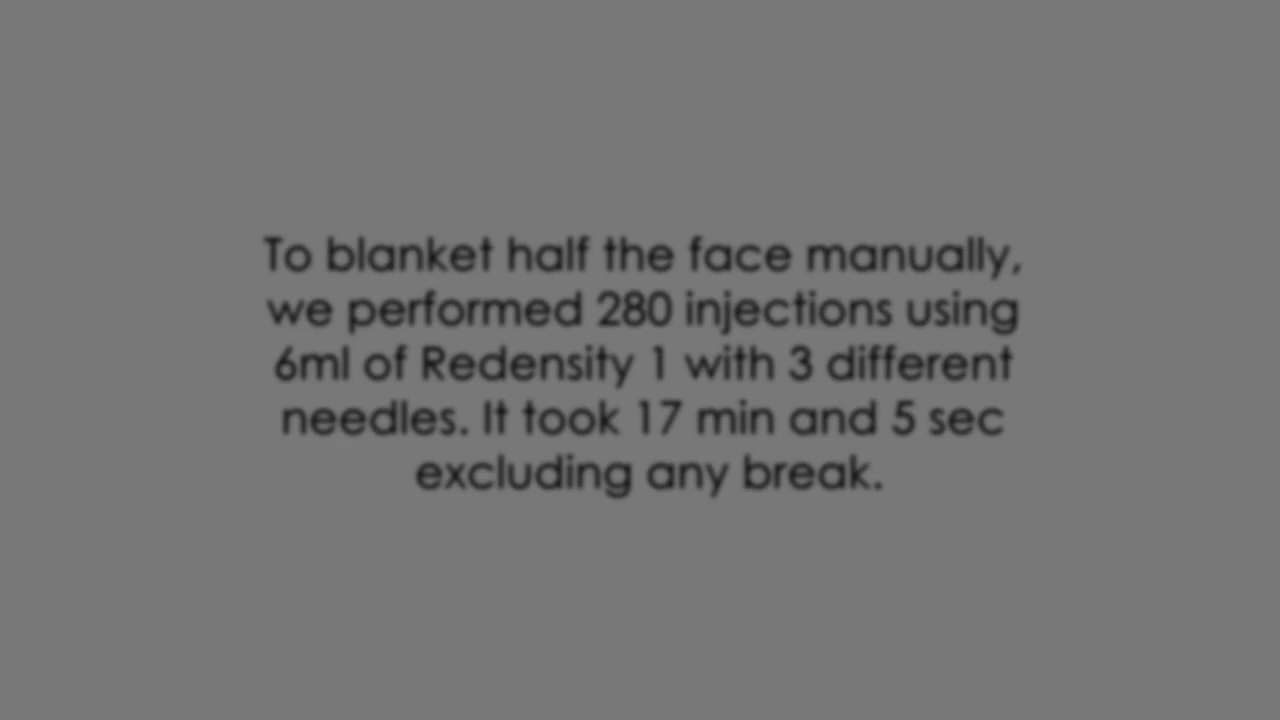 To blanket half the face manually,
we performed 280 injections using
6ml of Redensity 1 with 3 different
needles. It took 17 min and 5 sec
excluding any break.